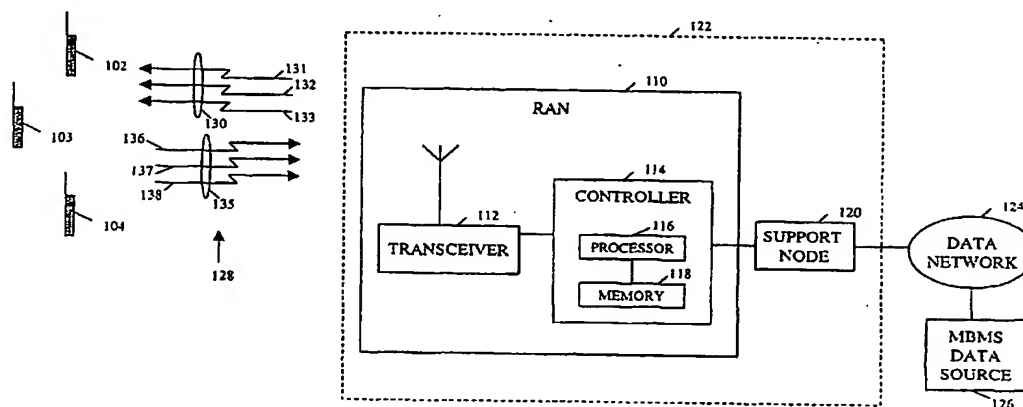 122
102
131
132
133
130
110
RAN
103
136
137
138
135
114
CONTROLLER
112
TRANSCEIVER
116
PROCESSOR
118
MEMORY
120
SUPPORT
NODE
124
DATA
NETWORK
104
128
MBMS
DATA
SOURCE
126